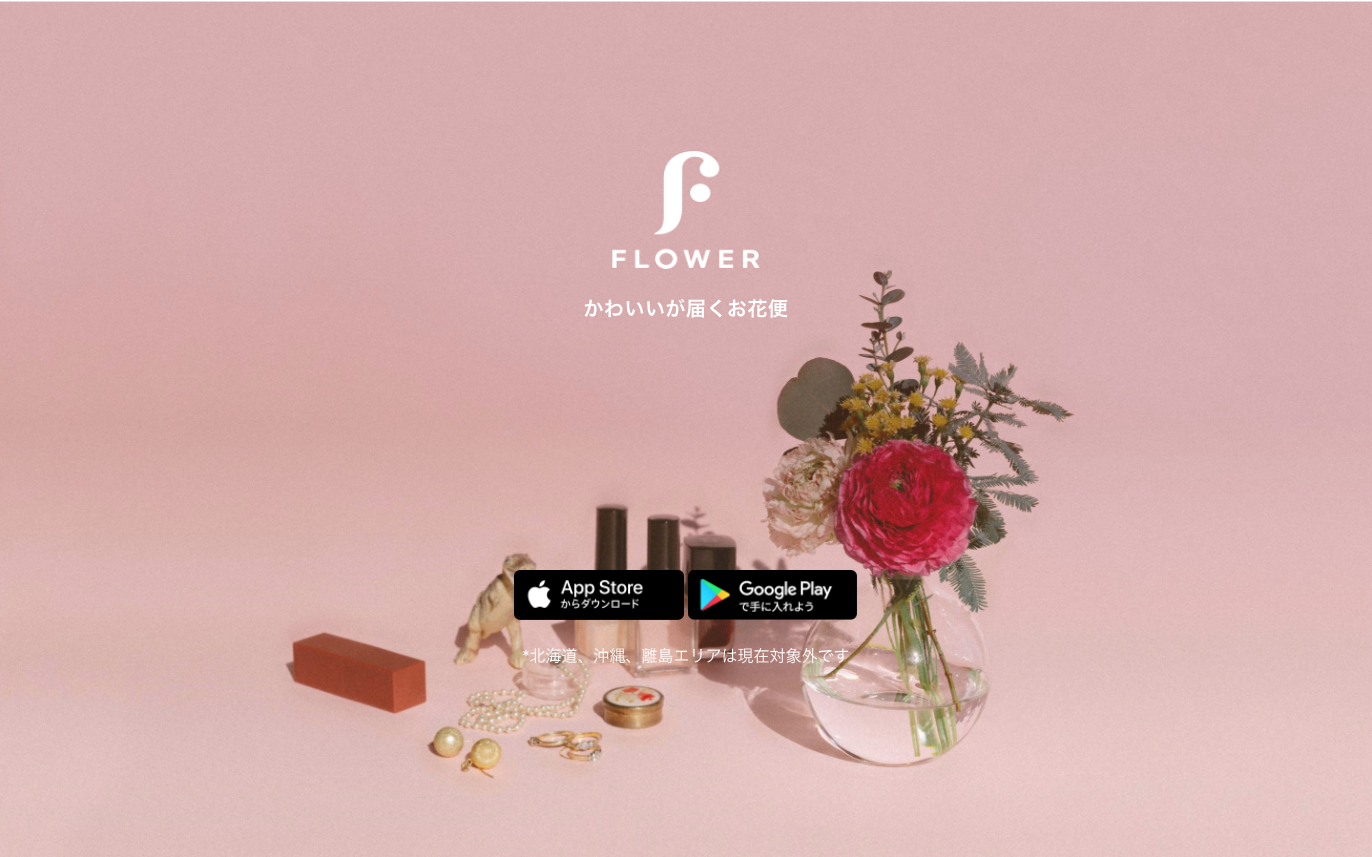 FLOWER
かわいいが届くお花便
App Store
からダウンロード
Google Play
で手に入れよう
*北海道、沖縄、離島エリアは現在対象外です